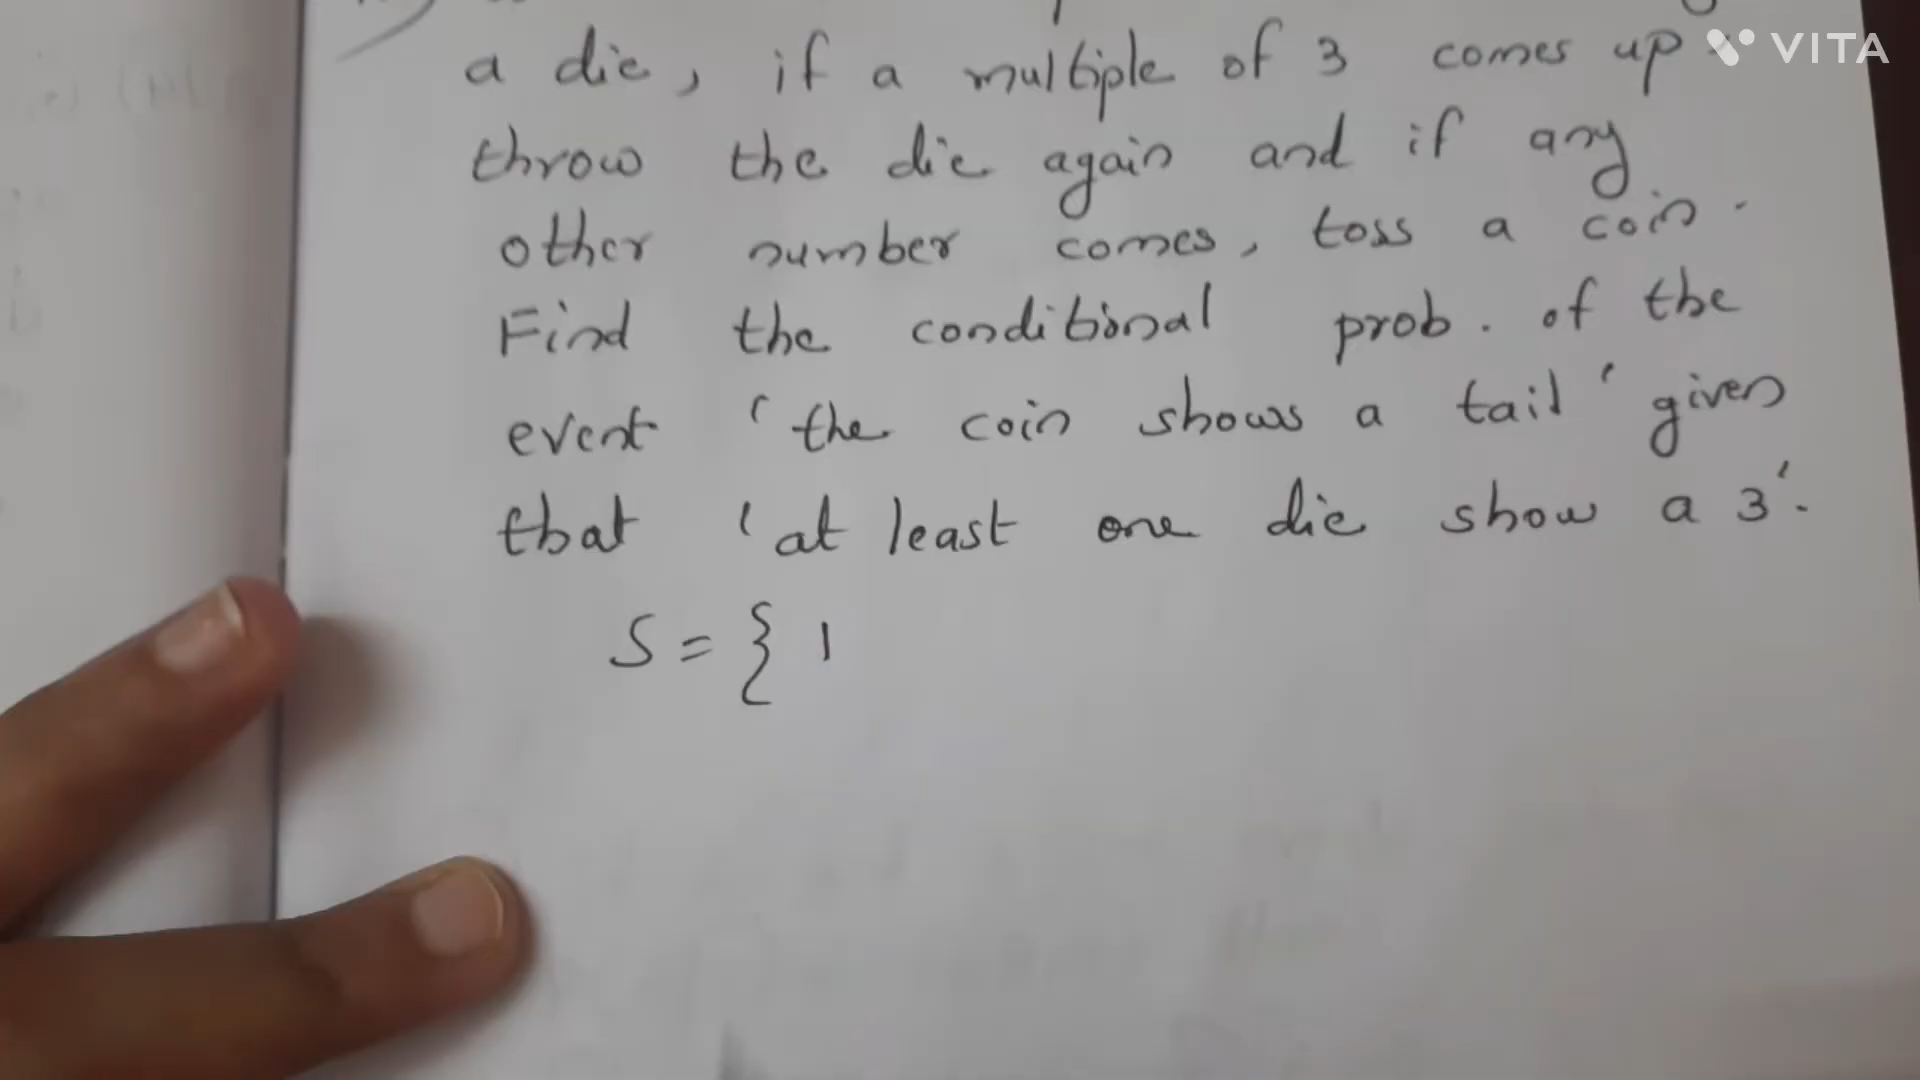 a die, if a multiple of 3 comes up
throw the die again and if any
other number comes, toss a coin.
Find the conditional prob. of the
event 'the coin shows a tail' given
that 'at least one die show a 3'.
S = { 1
VITA